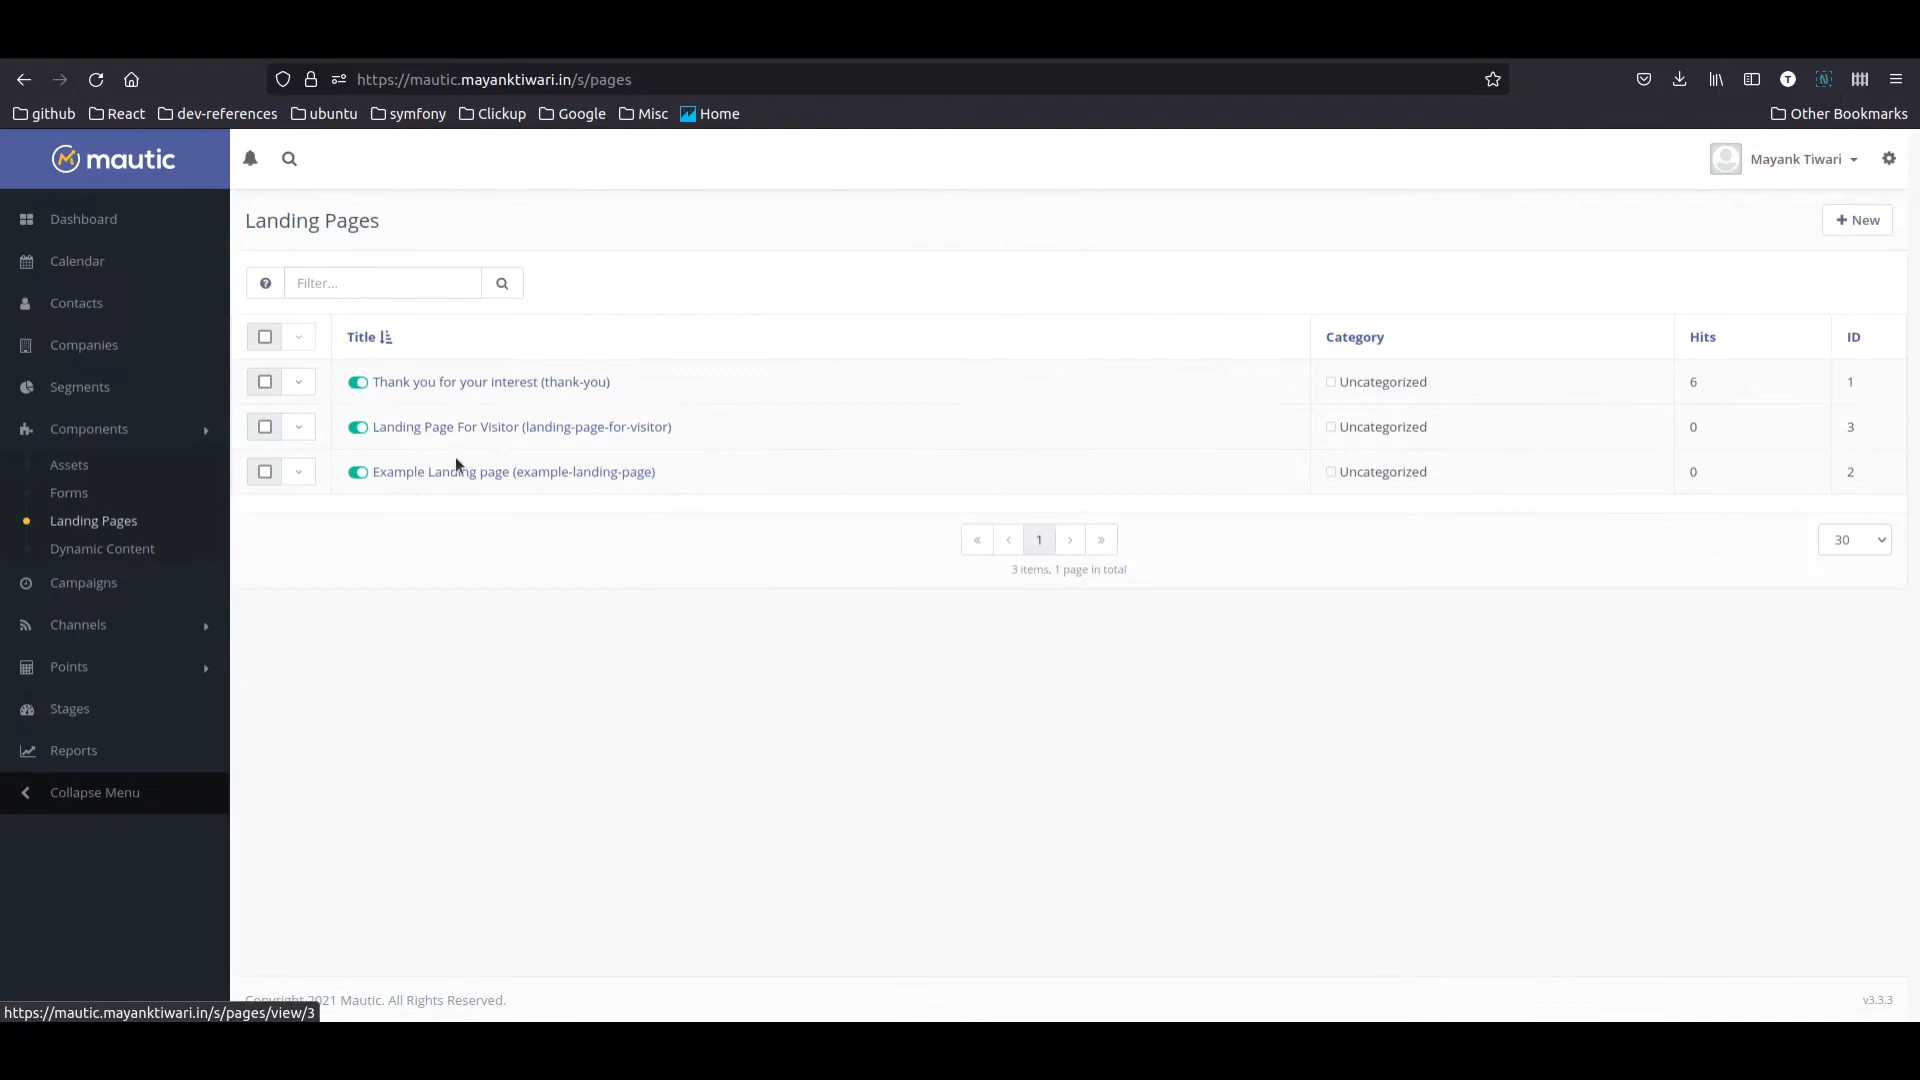 https://mautic.mayanktiwari.in/s/pages
github React dev-references ubuntu symfony Clickup Google Misc Home Other Bookmarks
mautic
Mayank Tiwari
Dashboard
Calendar
Contacts
Companies
Segments
Components
Assets
Forms
Landing Pages
Dynamic Content
Campaigns
Channels
Points
Stages
Reports
Collapse Menu
Landing Pages
+ New
Filter...
Title Category Hits ID
Thank you for your interest (thank-you) Uncategorized 6 1
Landing Page For Visitor (landing-page-for-visitor) Uncategorized 0 3
Example Landing page (example-landing-page) Uncategorized 0 2
« ‹ 1 › » 30
3 items, 1 page in total
Copyright 2021 Mautic. All Rights Reserved. v3.3.3
https://mautic.mayanktiwari.in/s/pages/view/3